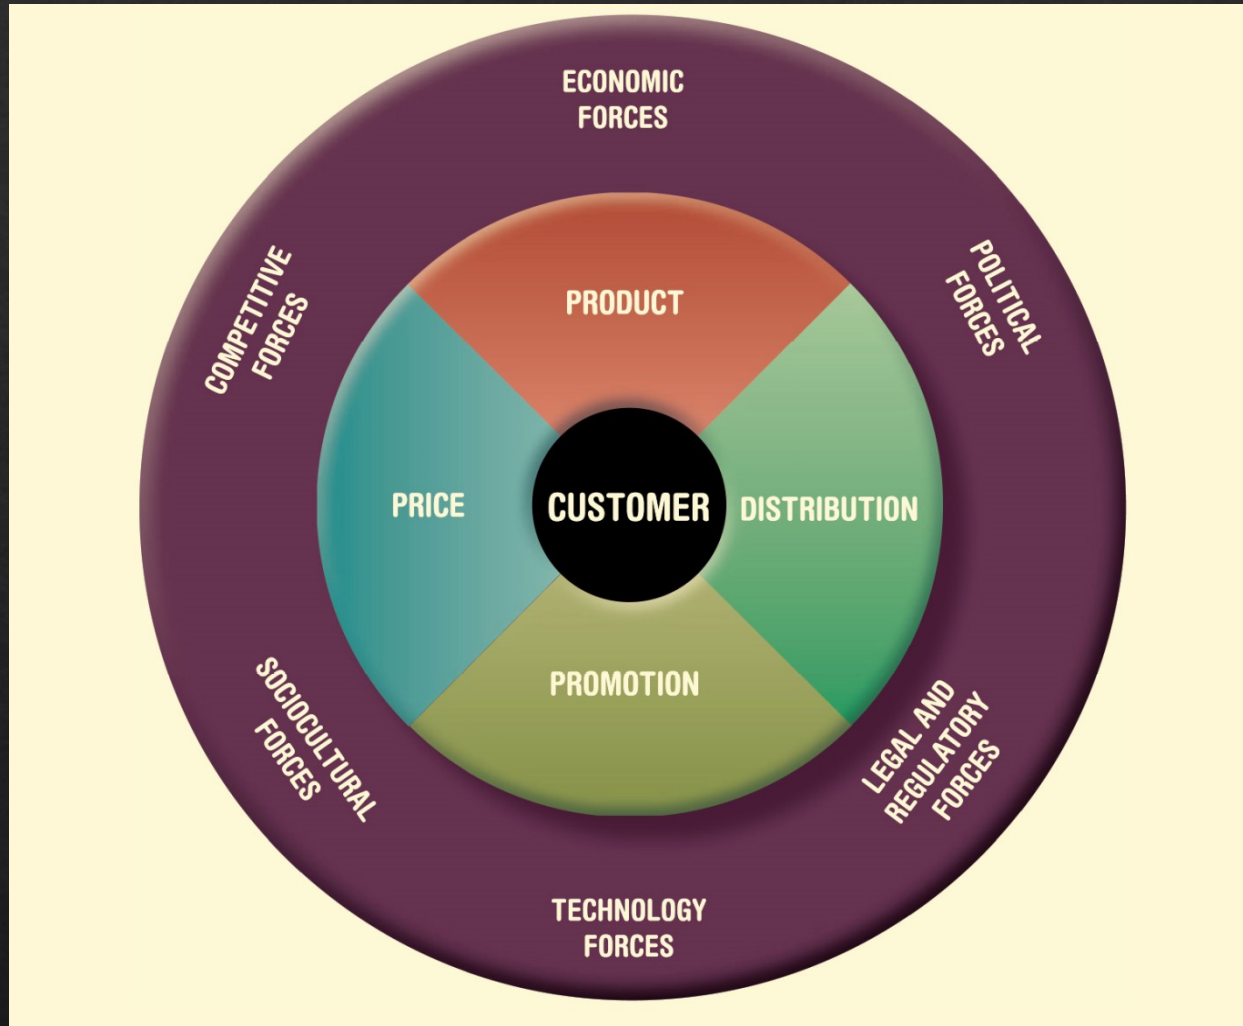 ECONOMIC
FORCES
COMPETITIVE
FORCES
POLITICAL
FORCES
PRODUCT
PRICE
CUSTOMER
DISTRIBUTION
PROMOTION
SOCIOCULTURAL
FORCES
LEGAL AND
REGULATORY
FORCES
TECHNOLOGY
FORCES